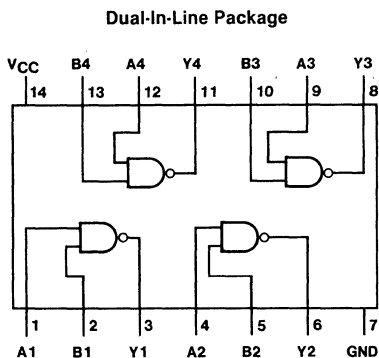 Dual-In-Line Package
VCC B4 A4 Y4 B3 A3 Y3
14 13 12 11 10 9 8
1 2 3 4 5 6 7
A1 B1 Y1 A2 B2 Y2 GND